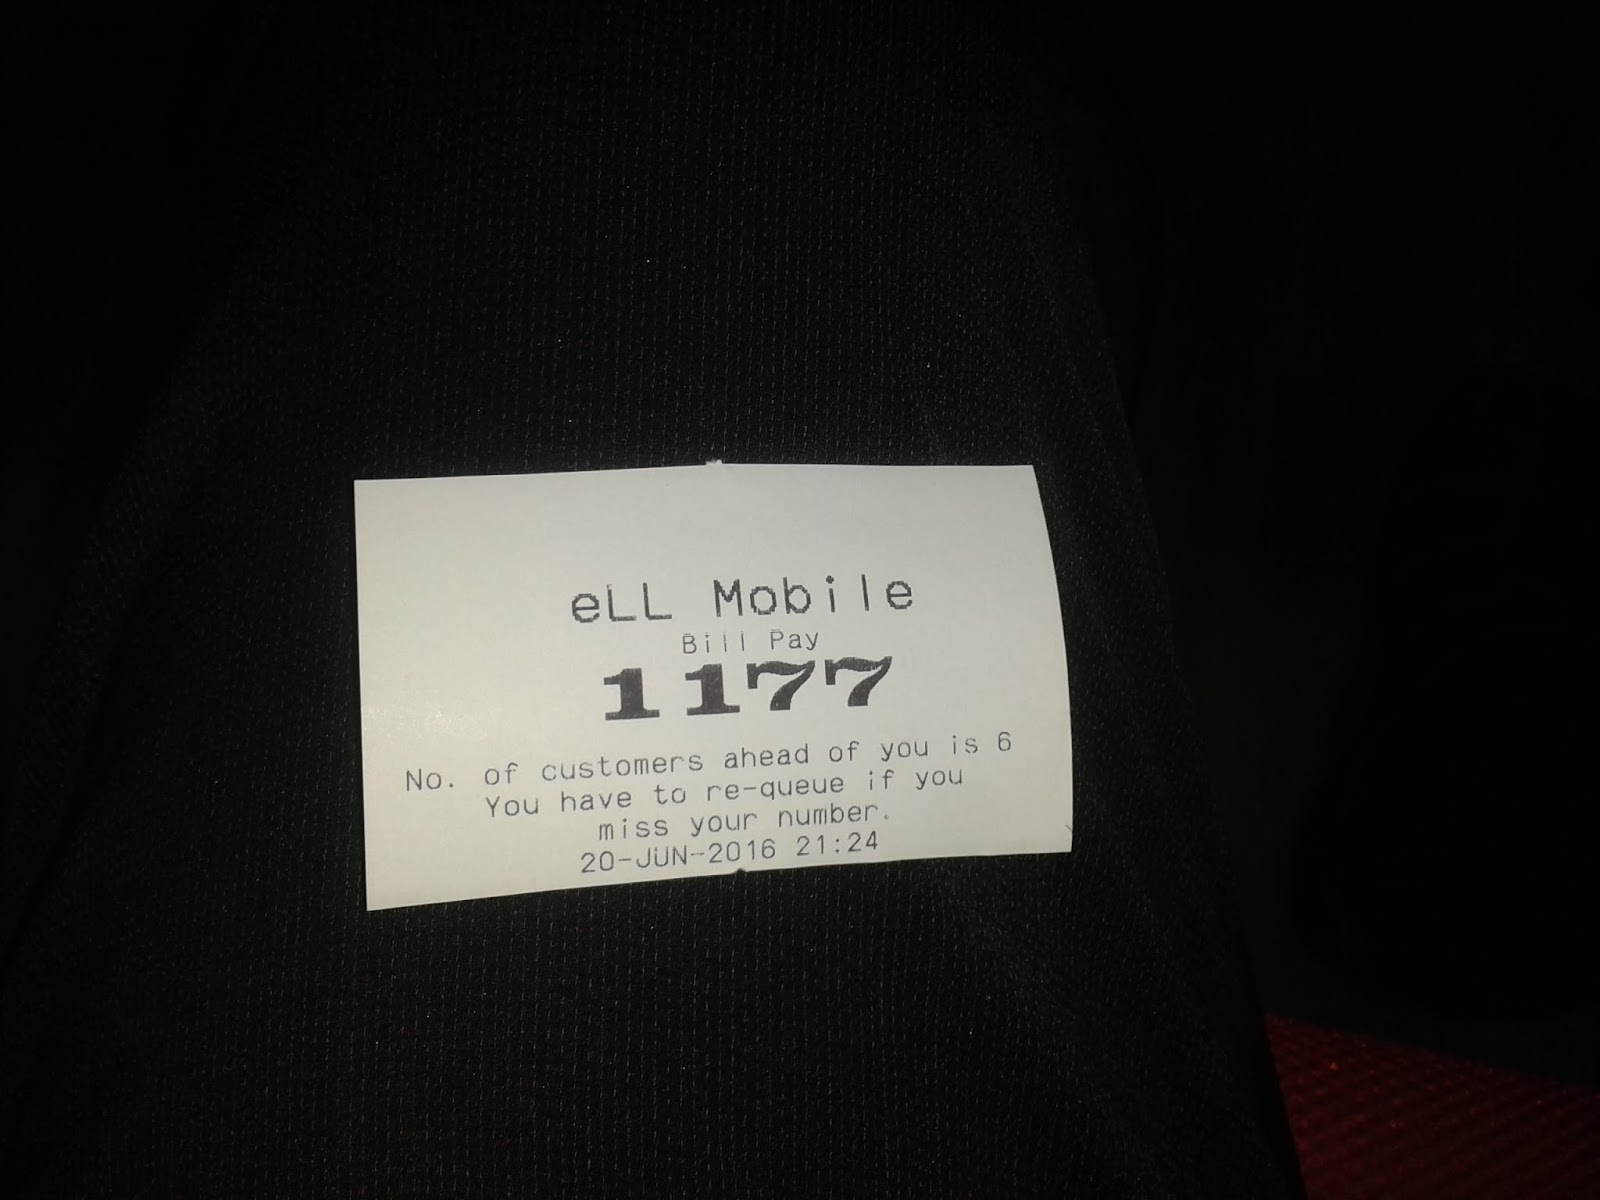 eLL Mobile
Bill Pay
1177
No. of customers ahead of you is 6
You have to re-queue if you
miss your number.
20-JUN-2016 21:24